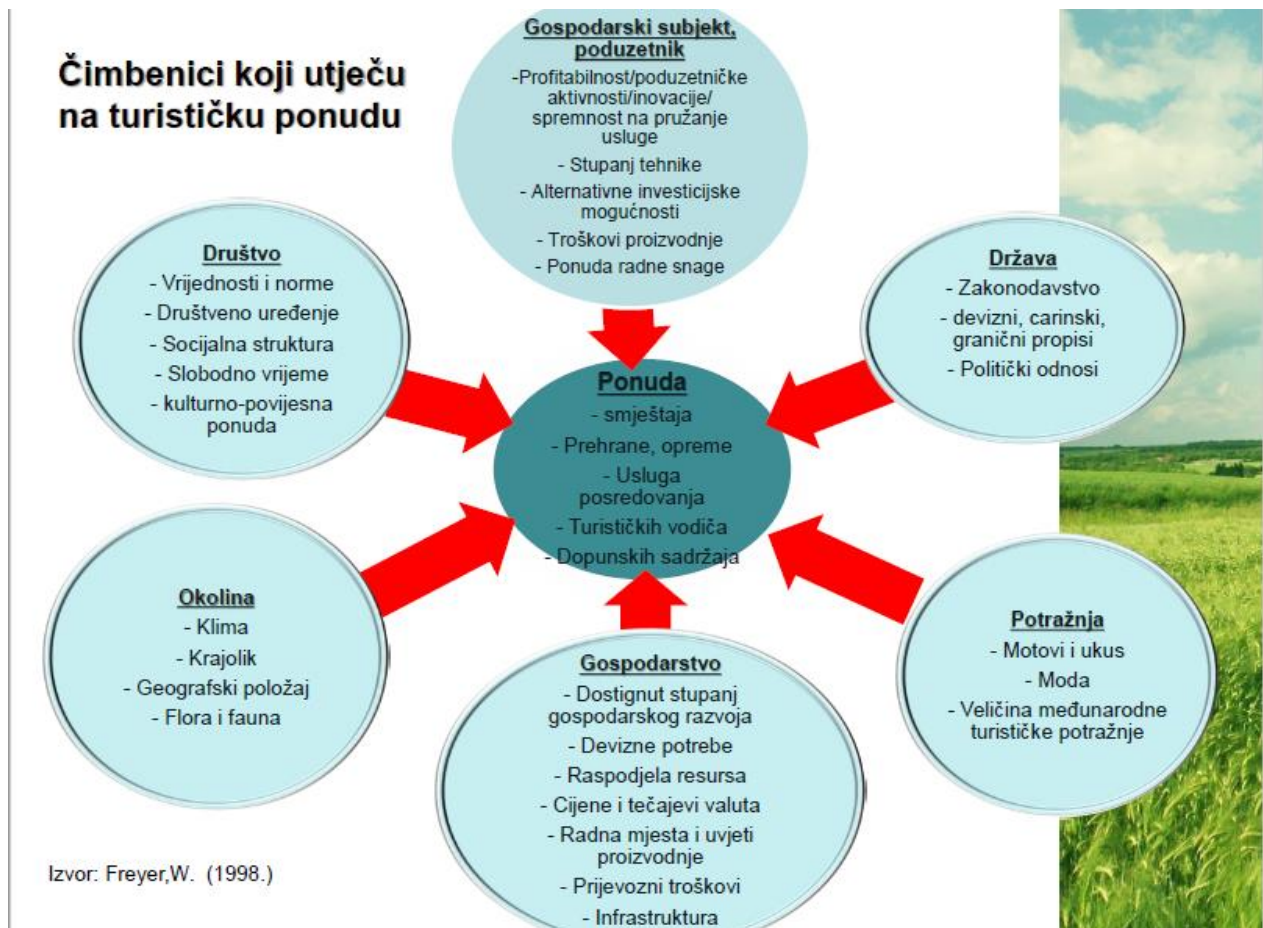 Čimbenici koji utječu
na turističku ponudu
Gospodarski subjekt,
poduzetnik
-Profitabilnost/poduzetničke
aktivnosti/inovacije/
spremnost na pružanje
usluge
- Stupanj tehnike
- Alternativne investicijske
mogućnosti
- Troškovi proizvodnje
- Ponuda radne snage
Društvo
- Vrijednosti i norme
- Društveno uređenje
- Socijalna struktura
- Slobodno vrijeme
- kulturno-povijesna
ponuda
Država
- Zakonodavstvo
- devizni, carinski,
granični propisi
- Politički odnosi
Ponuda
- smještaja
- Prehrane, opreme
- Usluga
posredovanja
- Turističkih vodiča
- Dopunskih sadržaja
Okolina
- Klima
- Krajolik
- Geografski položaj
- Flora i fauna
Gospodarstvo
- Dostignut stupanj
gospodarskog razvoja
- Devizne potrebe
- Raspodjela resursa
- Cijene i tečajevi valuta
- Radna mjesta i uvjeti
proizvodnje
- Prijevozni troškovi
- Infrastruktura
Potražnja
- Motovi i ukus
- Moda
- Veličina međunarodne
turističke potražnje
Izvor: Freyer,W. (1998.)